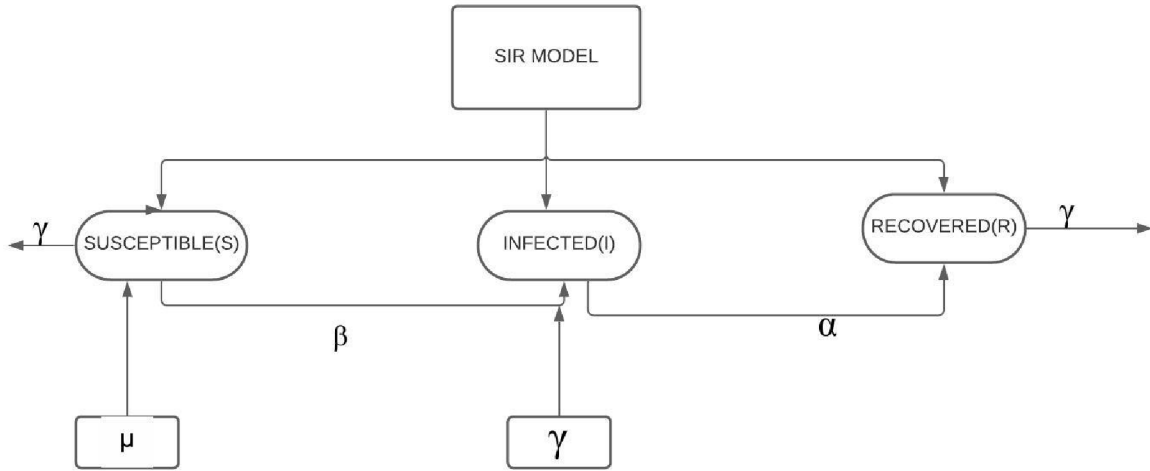 SIR MODEL
γ
SUSCEPTIBLE(S)
INFECTED(I)
RECOVERED(R)
γ
β
α
μ
γ